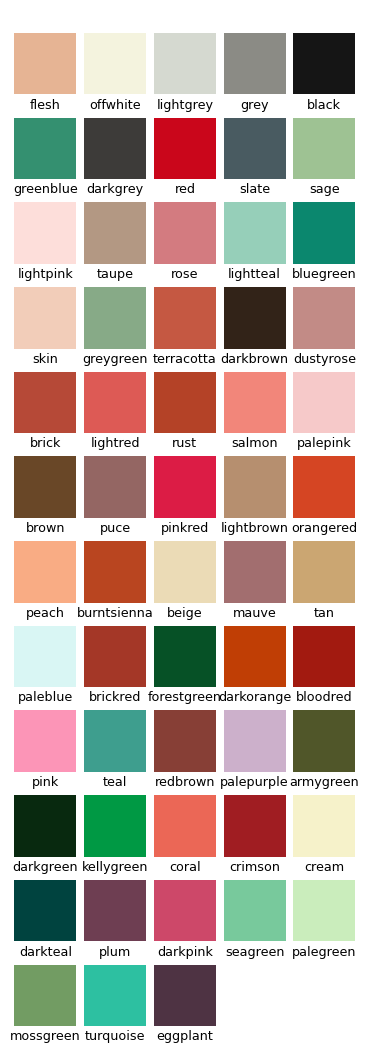 flesh offwhite lightgrey grey black
greenblue darkgrey red slate sage
lightpink taupe rose lightteal bluegreen
skin greygreen terracotta darkbrown dustyrose
brick lightred rust salmon palepink
brown puce pinkred lightbrown orangered
peach burntsienna beige mauve tan
paleblue brickred forestgreen darkorange bloodred
pink teal redbrown palepurple armygreen
darkgreen kellygreen coral crimson cream
darkteal plum darkpink seagreen palegreen
mossgreen turquoise eggplant